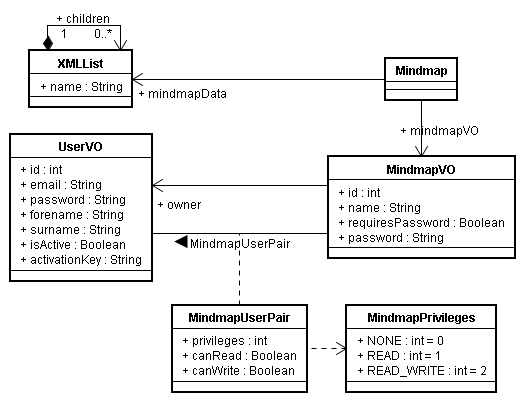 + children
1 0..*
XMLList
+ name : String
Mindmap
+ mindmapData
+ mindmapVO
UserVO
+ id : int
+ email : String
+ password : String
+ forename : String
+ surname : String
+ isActive : Boolean
+ activationKey : String
MindmapVO
+ id : int
+ name : String
+ requiresPassword : Boolean
+ password : String
+ owner
MindmapUserPair
MindmapUserPair
+ privileges : int
+ canRead : Boolean
+ canWrite : Boolean
MindmapPrivileges
+ NONE : int = 0
+ READ : int = 1
+ READ_WRITE : int = 2